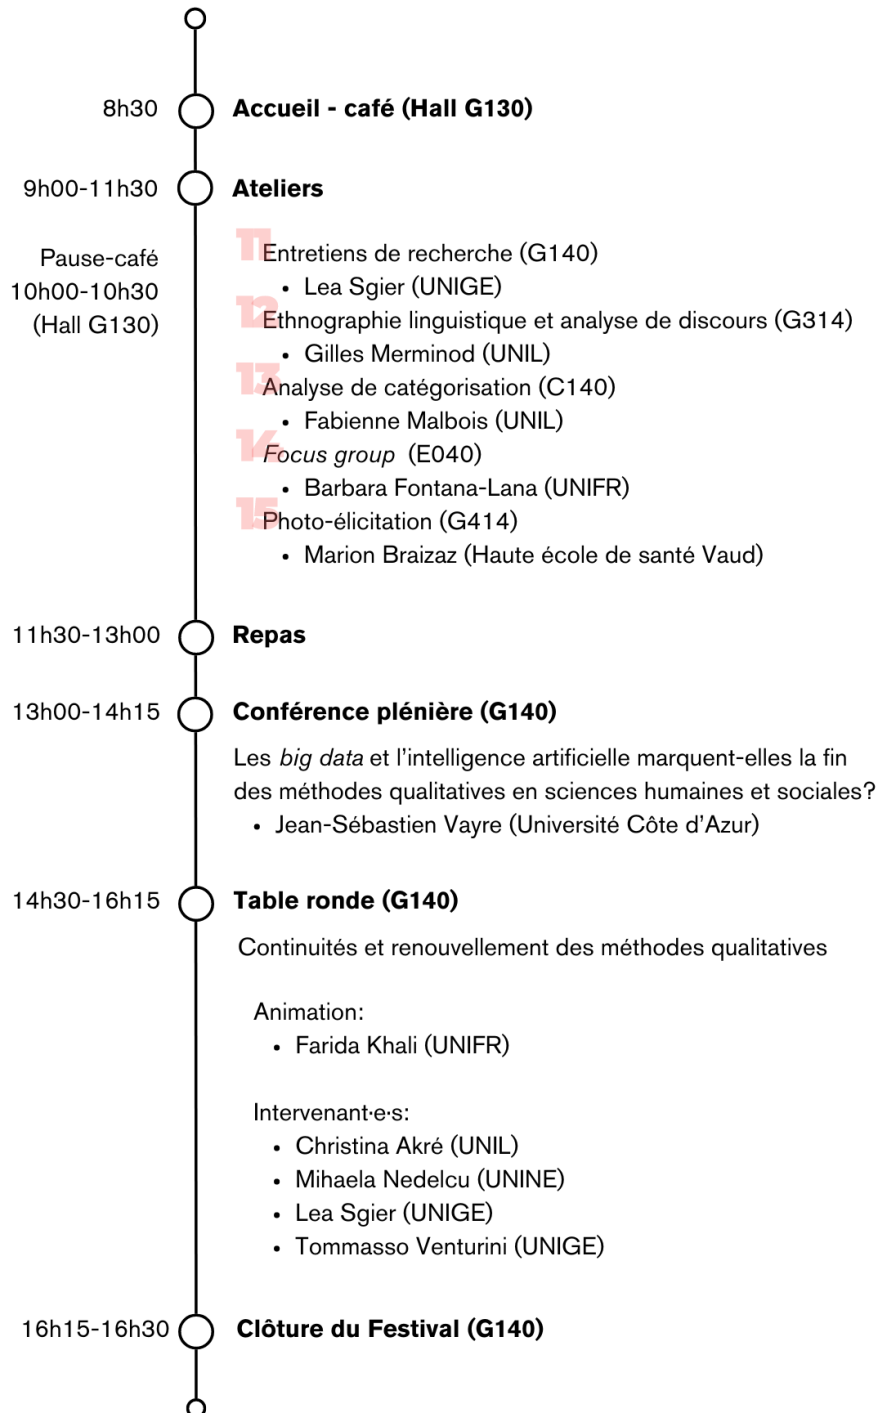 8h30
Accueil - café (Hall G130)
9h00-11h30
Ateliers
Pause-café
10h00-10h30
(Hall G130)
11
Entretiens de recherche (G140)
• Lea Sgier (UNIGE)
12
Ethnographie linguistique et analyse de discours (G314)
• Gilles Merminod (UNIL)
13
Analyse de catégorisation (C140)
• Fabienne Malbois (UNIL)
14
Focus group (E040)
• Barbara Fontana-Lana (UNIFR)
15
Photo-élicitation (G414)
• Marion Braizaz (Haute école de santé Vaud)
11h30-13h00
Repas
13h00-14h15
Conférence plénière (G140)
Les big data et l'intelligence artificielle marquent-elles la fin
des méthodes qualitatives en sciences humaines et sociales?
• Jean-Sébastien Vayre (Université Côte d'Azur)
14h30-16h15
Table ronde (G140)
Continuités et renouvellement des méthodes qualitatives
Animation:
• Farida Khali (UNIFR)
Intervenant·e·s:
• Christina Akré (UNIL)
• Mihaela Nedelcu (UNINE)
• Lea Sgier (UNIGE)
• Tommasso Venturini (UNIGE)
16h15-16h30
Clôture du Festival (G140)